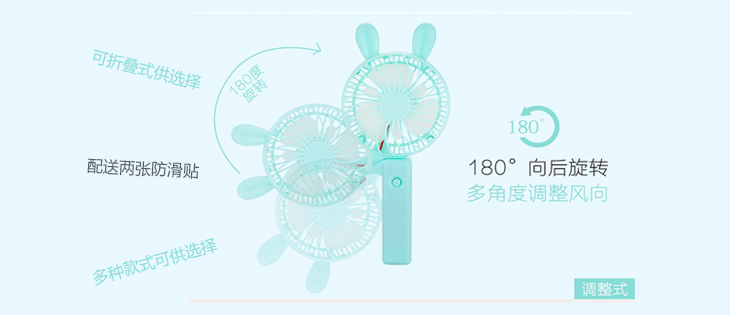 可折叠式供选择
180度
旋转
配送两张防滑贴
多种款式可供选择
180°
180°向后旋转
多角度调整风向
调整式